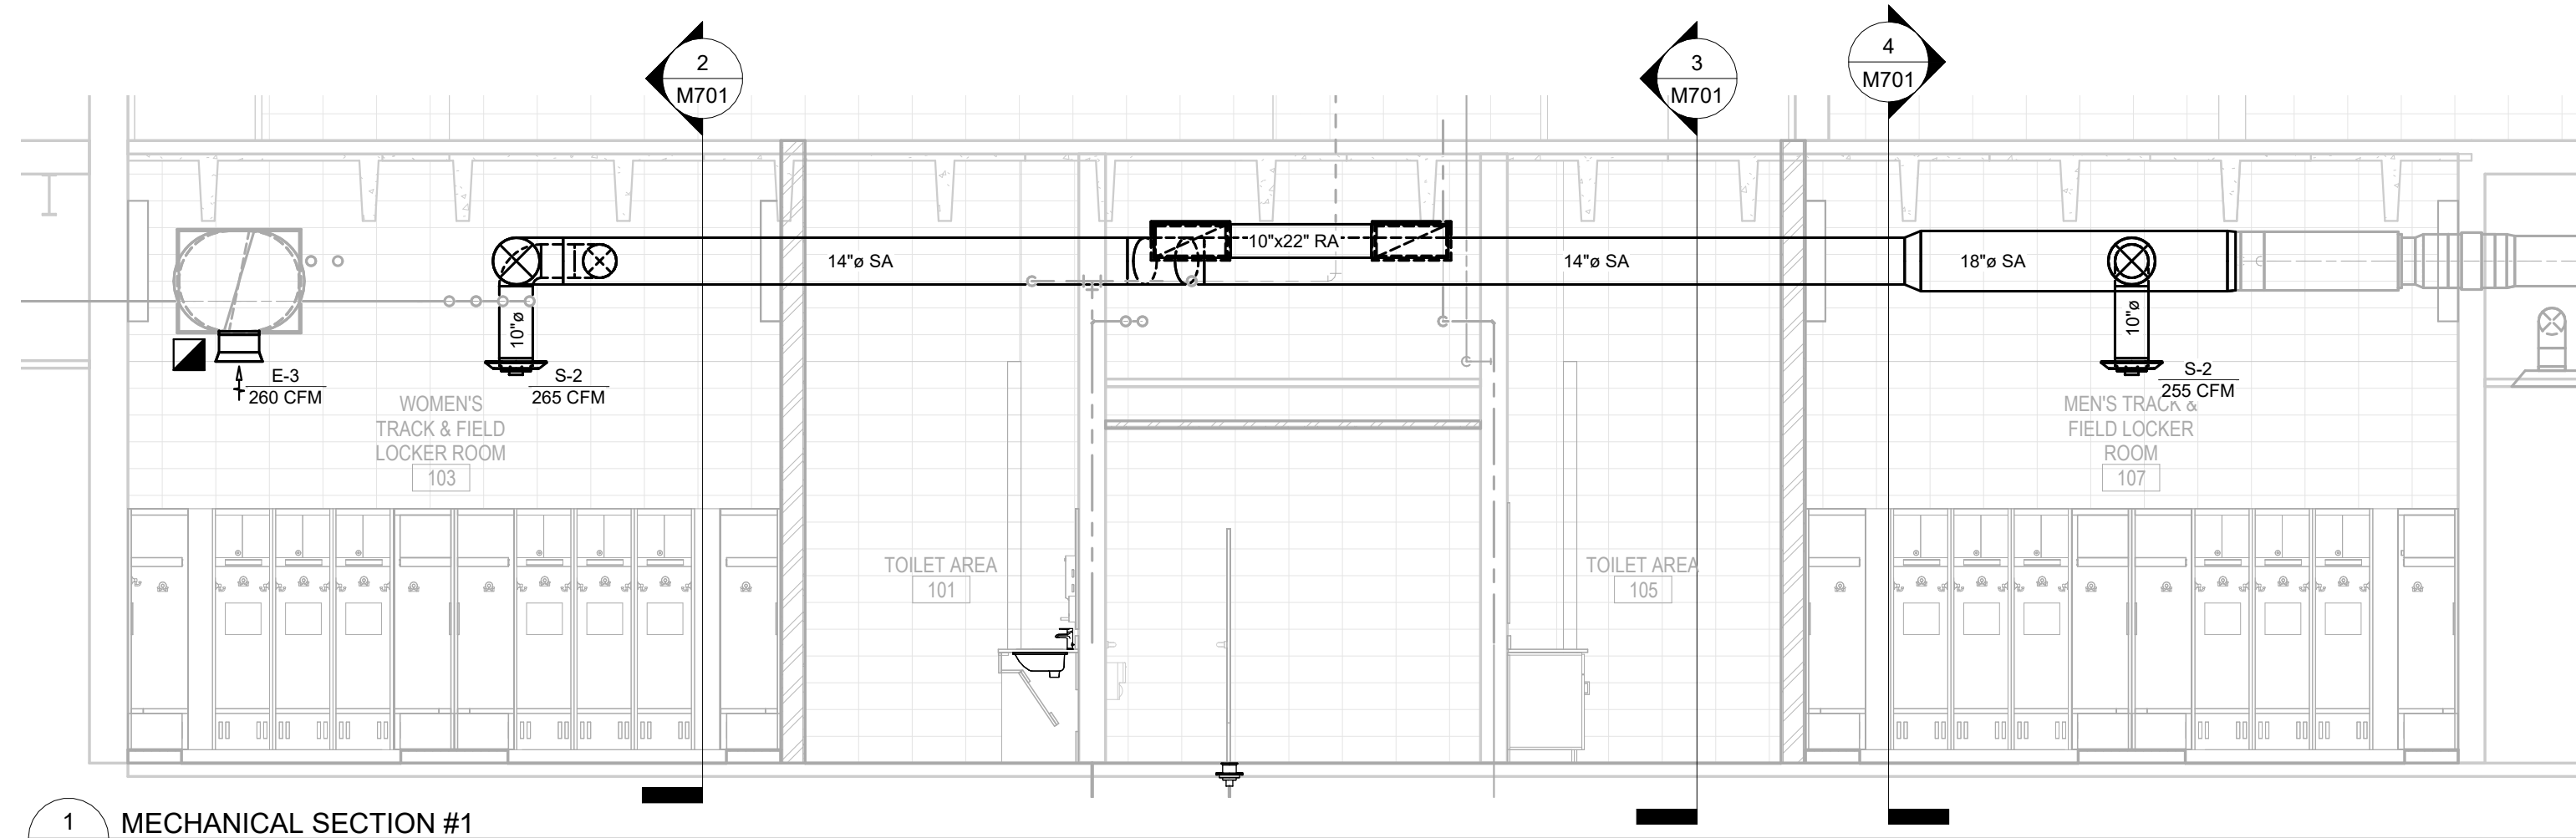 2
M701
3
M701
4
M701
14"ø SA
10"x22" RA
14"ø SA
18"ø SA
10"ø
10"ø
E-3
260 CFM
S-2
265 CFM
S-2
255 CFM
WOMEN'S
TRACK & FIELD
LOCKER ROOM
103
MEN'S TRACK &
FIELD LOCKER
ROOM
107
TOILET AREA
101
TOILET AREA
105
1
MECHANICAL SECTION #1